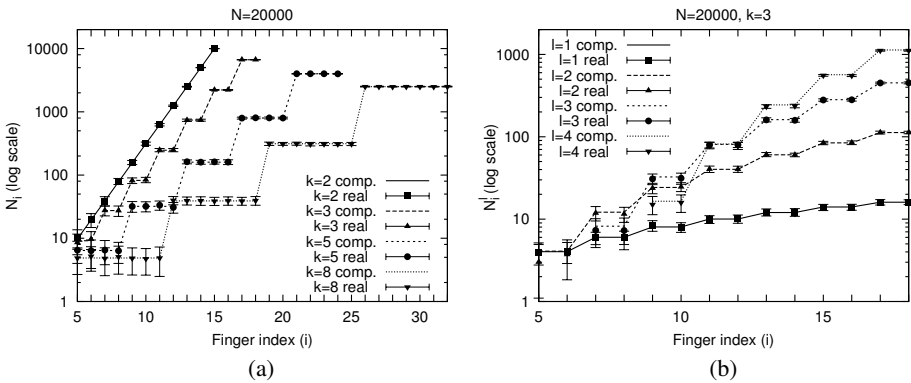 N=20000
10000
1000
100
10
1
N_i (log scale)
k=2 comp.
k=2 real
k=3 comp.
k=3 real
k=5 comp.
k=5 real
k=8 comp.
k=8 real
5 10 15 20 25 30
Finger index (i)
(a)
N=20000, k=3
1000
100
10
1
N_i^l (log scale)
l=1 comp.
l=1 real
l=2 comp.
l=2 real
l=3 comp.
l=3 real
l=4 comp.
l=4 real
5 10 15
Finger index (i)
(b)